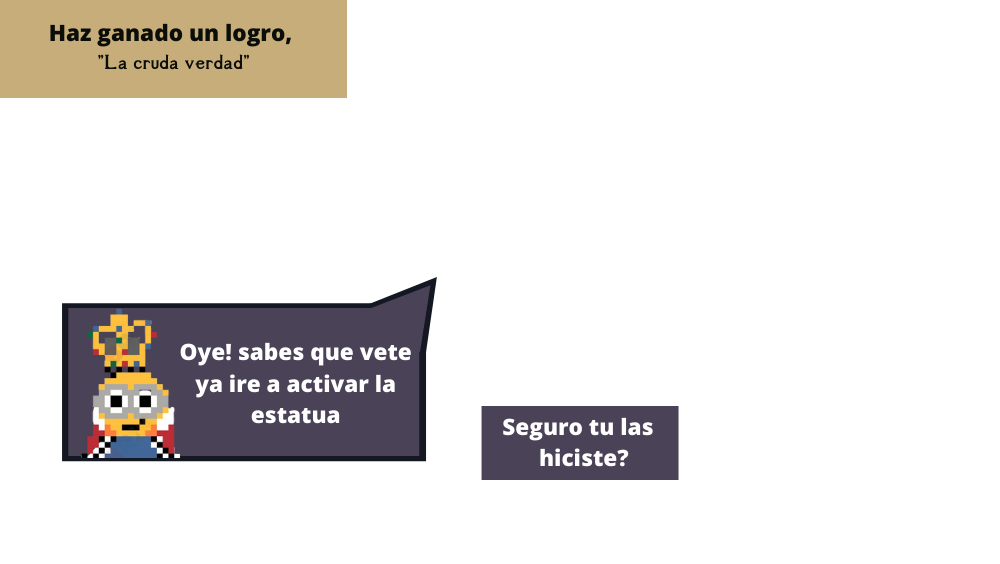 Haz ganado un logro,
"La cruda verdad"
Oye! sabes que vete
ya ire a activar la
estatua
Seguro tu las
hiciste?